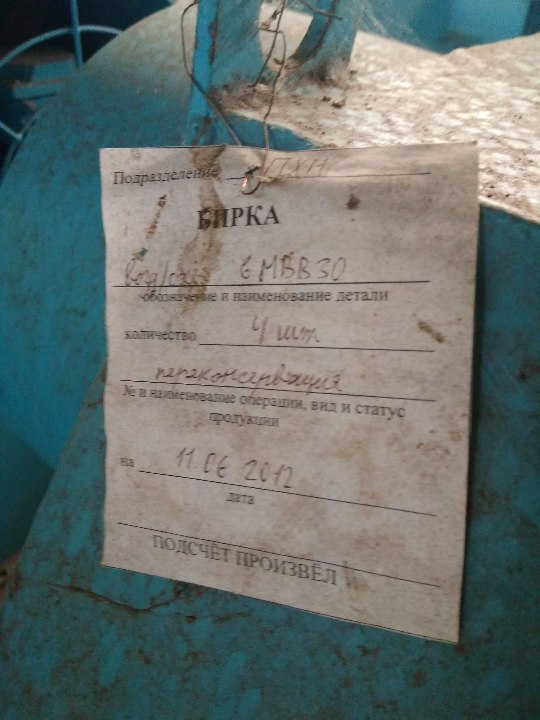 Подразделение
БИРКА
6МВВ30
обозначение и наименование детали
количество 4 шт
переконсервация
№ и наименование операции, вид и статус
продукции
на 11 06 2012
дата
ПОДСЧЁТ ПРОИЗВЁЛ